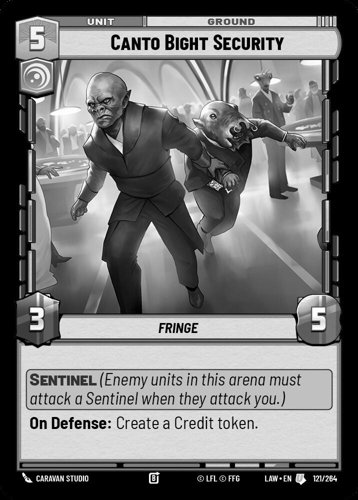 UNIT GROUND
5 CANTO BIGHT SECURITY
3 5
FRINGE
SENTINEL (Enemy units in this arena must
attack a Sentinel when they attack you.)
On Defense: Create a Credit token.
CARAVAN STUDIO © LFL © FFG LAW • EN 121/264